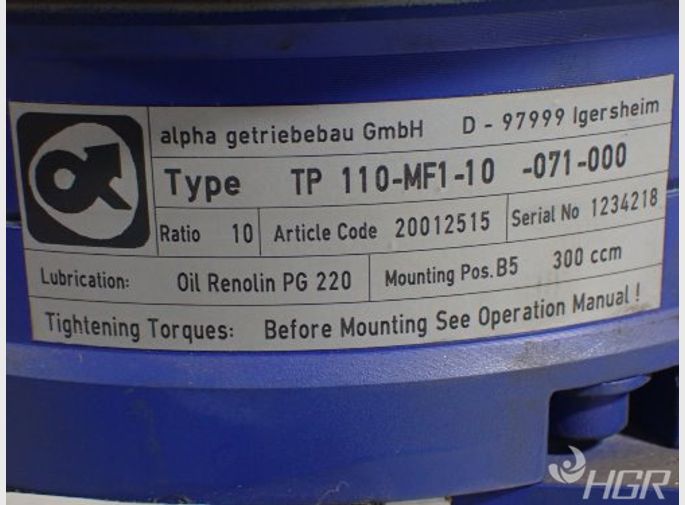 alpha getriebebau GmbH D - 97999 Igersheim
Type TP 110-MF1-10 -071-000
Ratio 10 Article Code 20012515 Serial No 1234218
Lubrication: Oil Renolin PG 220 Mounting Pos. B5 300 ccm
Tightening Torques: Before Mounting See Operation Manual !
HGR